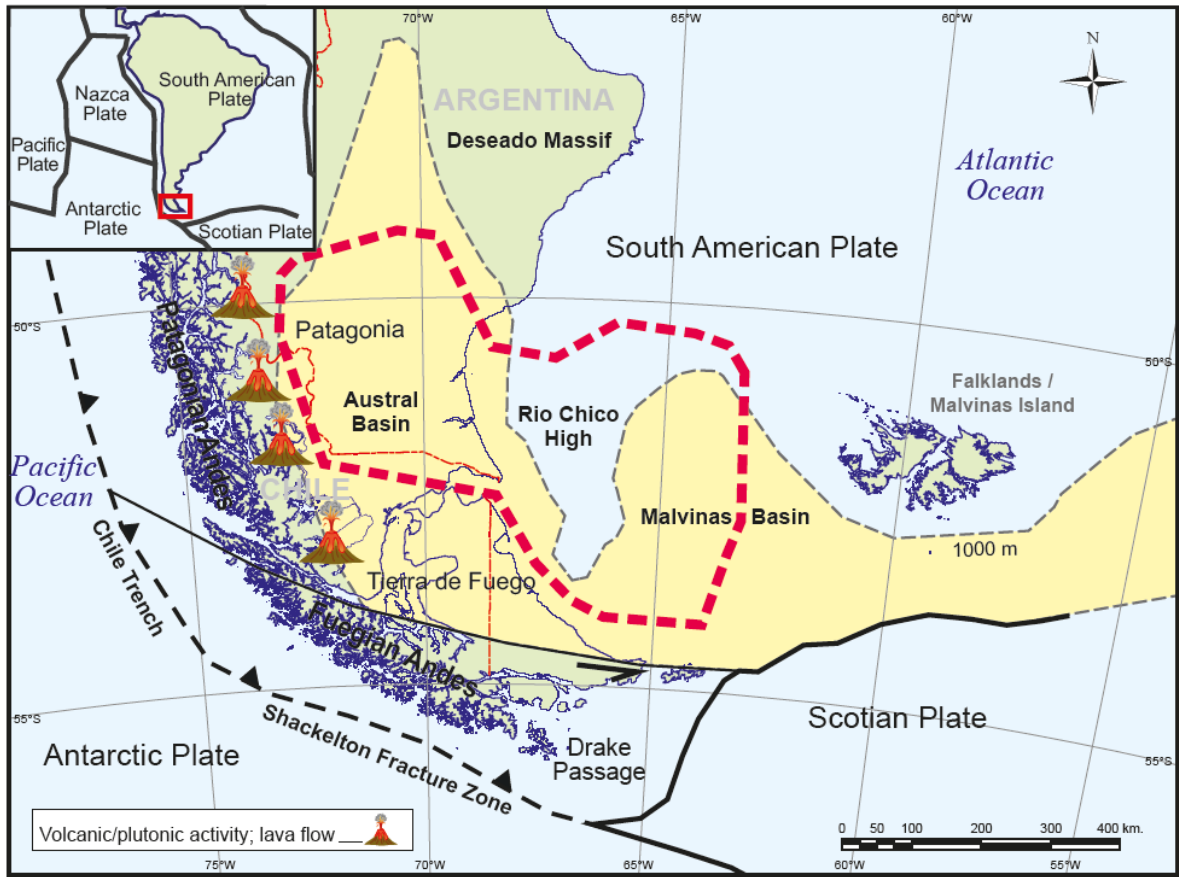 70°W
65°W
60°W
N
South American
Plate
Nazca
Plate
Pacific
Plate
Antarctic
Plate
Scotian Plate
ARGENTINA
Deseado Massif
Atlantic
Ocean
South American Plate
50°S
50°S
Patagonia
Patagonian Andes
Austral
Basin
Rio Chico
High
Falklands /
Malvinas Island
Pacific
Ocean
CHILE
Malvinas Basin
1000 m
Chile Trench
Tierra de Fuego
Fuegian Andes
55°S
55°S
Scotian Plate
Antarctic Plate
Shackelton Fracture Zone
Drake
Passage
Volcanic/plutonic activity; lava flow
0 50 100 200 300 400 km.
75°W
70°W
65°W
60°W
55°W